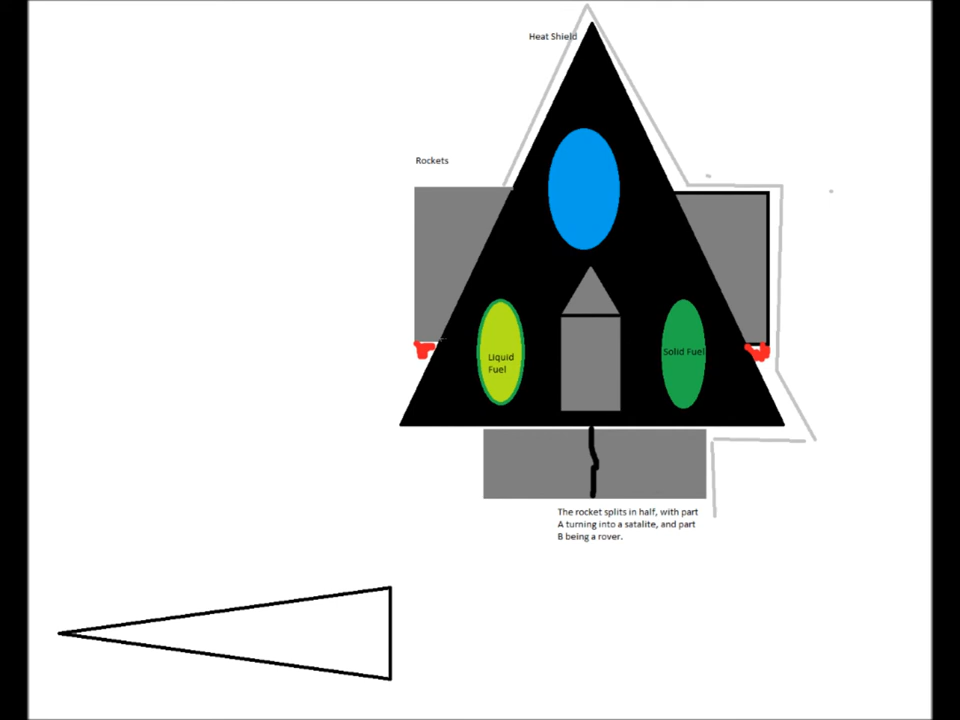 Heat Shield
Rockets
Liquid
Fuel
Solid Fuel
The rocket splits in half, with part
A turning into a satalite, and part
B being a rover.